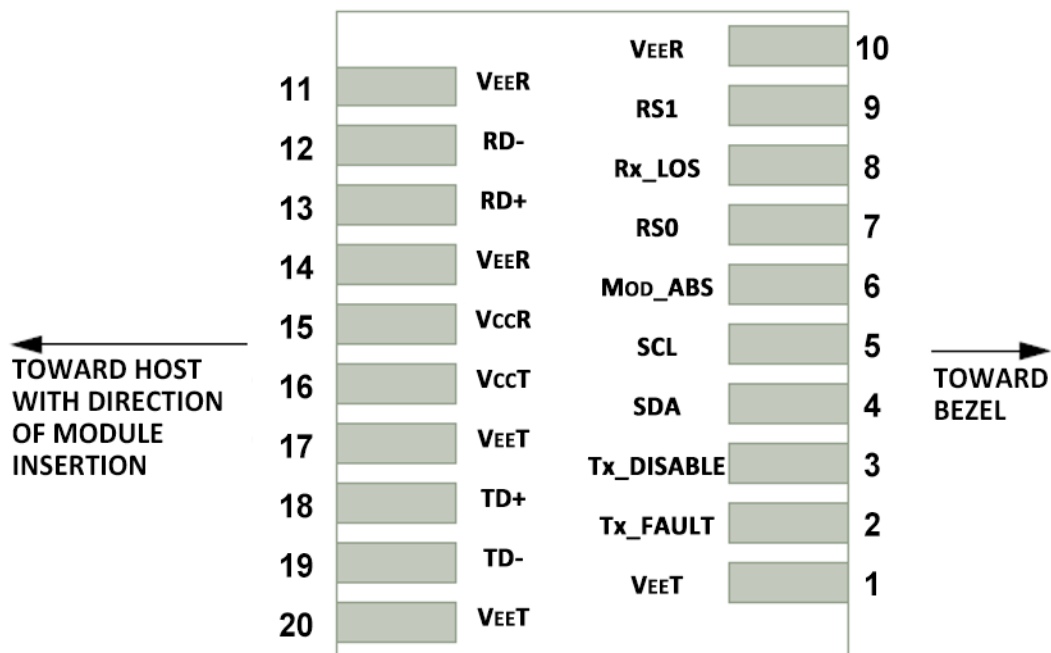 VEER 10
11 VEER
RS1 9
12 RD-
Rx_LOS 8
13 RD+
RS0 7
14 VEER
MOD_ABS 6
15 VCCR
SCL 5
16 VCCT
SDA 4
17 VEET
Tx_DISABLE 3
18 TD+
Tx_FAULT 2
19 TD-
VEET 1
20 VEET
TOWARD HOST
WITH DIRECTION
OF MODULE
INSERTION
TOWARD
BEZEL